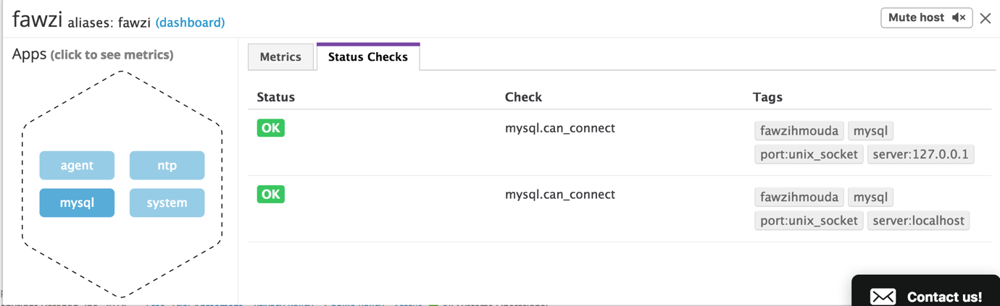 fawzi aliases: fawzi (dashboard)
Mute host
Apps (click to see metrics)
Metrics
Status Checks
agent
ntp
mysql
system
Status Check Tags
OK mysql.can_connect fawzihmouda mysql
port:unix_socket server:127.0.0.1
OK mysql.can_connect fawzihmouda mysql
port:unix_socket server:localhost
Contact us!